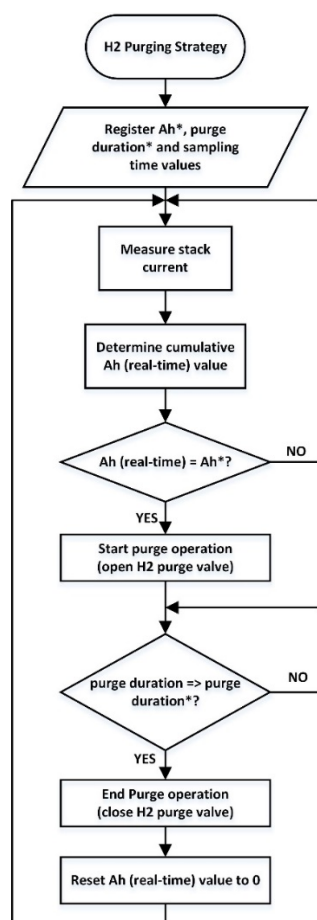 H2 Purging Strategy
Register Ah*, purge
duration* and sampling
time values
Measure stack
current
Determine cumulative
Ah (real-time) value
Ah (real-time) = Ah*?
NO
YES
Start purge operation
(open H2 purge valve)
purge duration => purge
duration*?
NO
YES
End Purge operation
(close H2 purge valve)
Reset Ah (real-time) value to 0